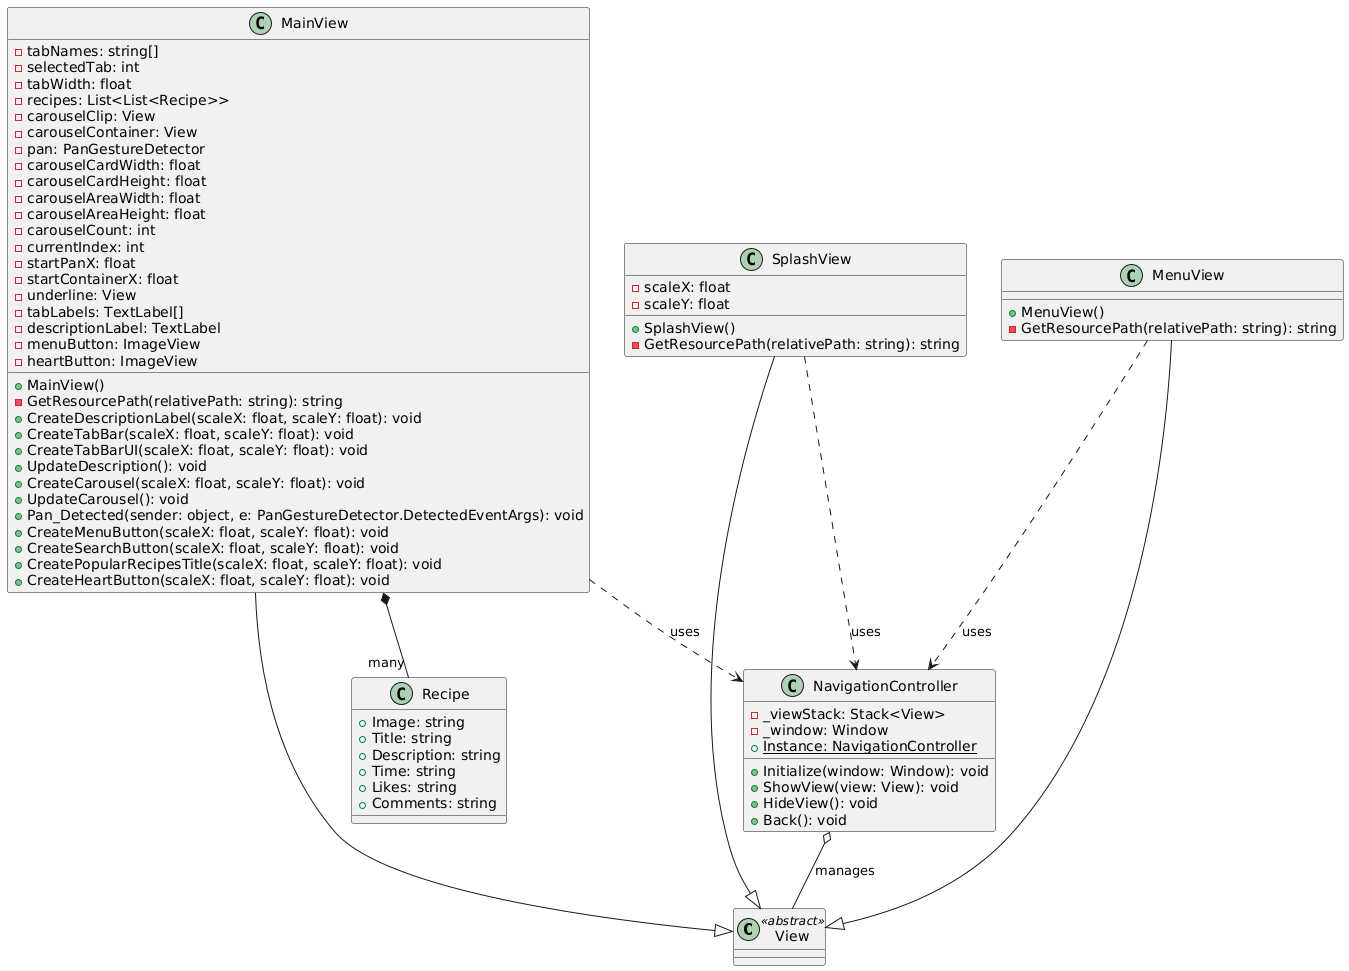 C MainView
tabNames: string[]
selectedTab: int
tabWidth: float
recipes: List<List<Recipe>>
carouselClip: View
carouselContainer: View
pan: PanGestureDetector
carouselCardWidth: float
carouselCardHeight: float
carouselAreaWidth: float
carouselAreaHeight: float
carouselCount: int
currentIndex: int
startPanX: float
startContainerX: float
underline: View
tabLabels: TextLabel[]
descriptionLabel: TextLabel
menuButton: ImageView
heartButton: ImageView
MainView()
GetResourcePath(relativePath: string): string
CreateDescriptionLabel(scaleX: float, scaleY: float): void
CreateTabBar(scaleX: float, scaleY: float): void
CreateTabBarUI(scaleX: float, scaleY: float): void
UpdateDescription(): void
CreateCarousel(scaleX: float, scaleY: float): void
UpdateCarousel(): void
Pan_Detected(sender: object, e: PanGestureDetector.DetectedEventArgs): void
CreateMenuButton(scaleX: float, scaleY: float): void
CreateSearchButton(scaleX: float, scaleY: float): void
CreatePopularRecipesTitle(scaleX: float, scaleY: float): void
CreateHeartButton(scaleX: float, scaleY: float): void
C SplashView
scaleX: float
scaleY: float
SplashView()
GetResourcePath(relativePath: string): string
C MenuView
MenuView()
GetResourcePath(relativePath: string): string
uses
uses
uses
many
C Recipe
Image: string
Title: string
Description: string
Time: string
Likes: string
Comments: string
C NavigationController
_viewStack: Stack<View>
_window: Window
Instance: NavigationController
Initialize(window: Window): void
ShowView(view: View): void
HideView(): void
Back(): void
manages
C «abstract»
View